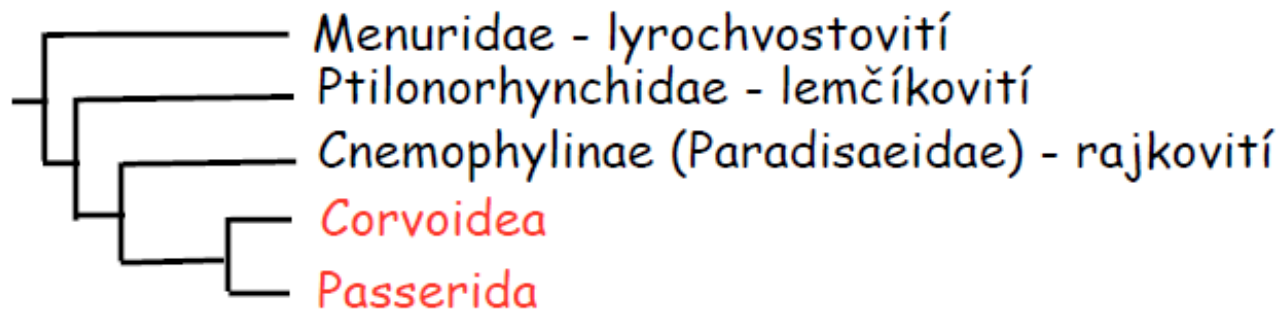 Menuridae - lyrochvostovití
Ptilonorhynchidae - lemčíkovití
Cnemophylinae (Paradisaeidae) - rajkovití
Corvoidea
Passerida